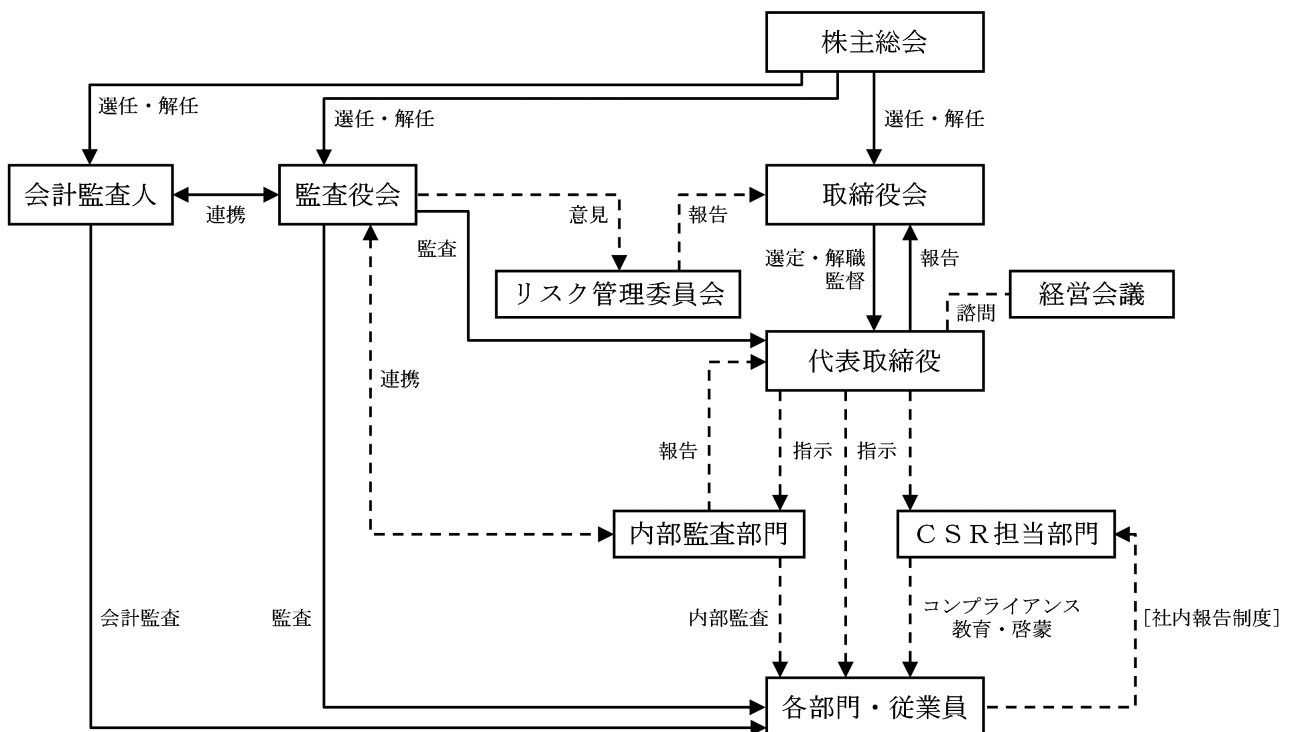 株主総会
選任・解任
選任・解任
選任・解任
会計監査人
連携
監査役会
意見
報告
取締役会
監査
選定・解職
監督
報告
リスク管理委員会
経営会議
諮問
代表取締役
連携
報告
指示
指示
内部監査部門
ＣＳＲ担当部門
会計監査
監査
内部監査
コンプライアンス
教育・啓蒙
[社内報告制度]
各部門・従業員